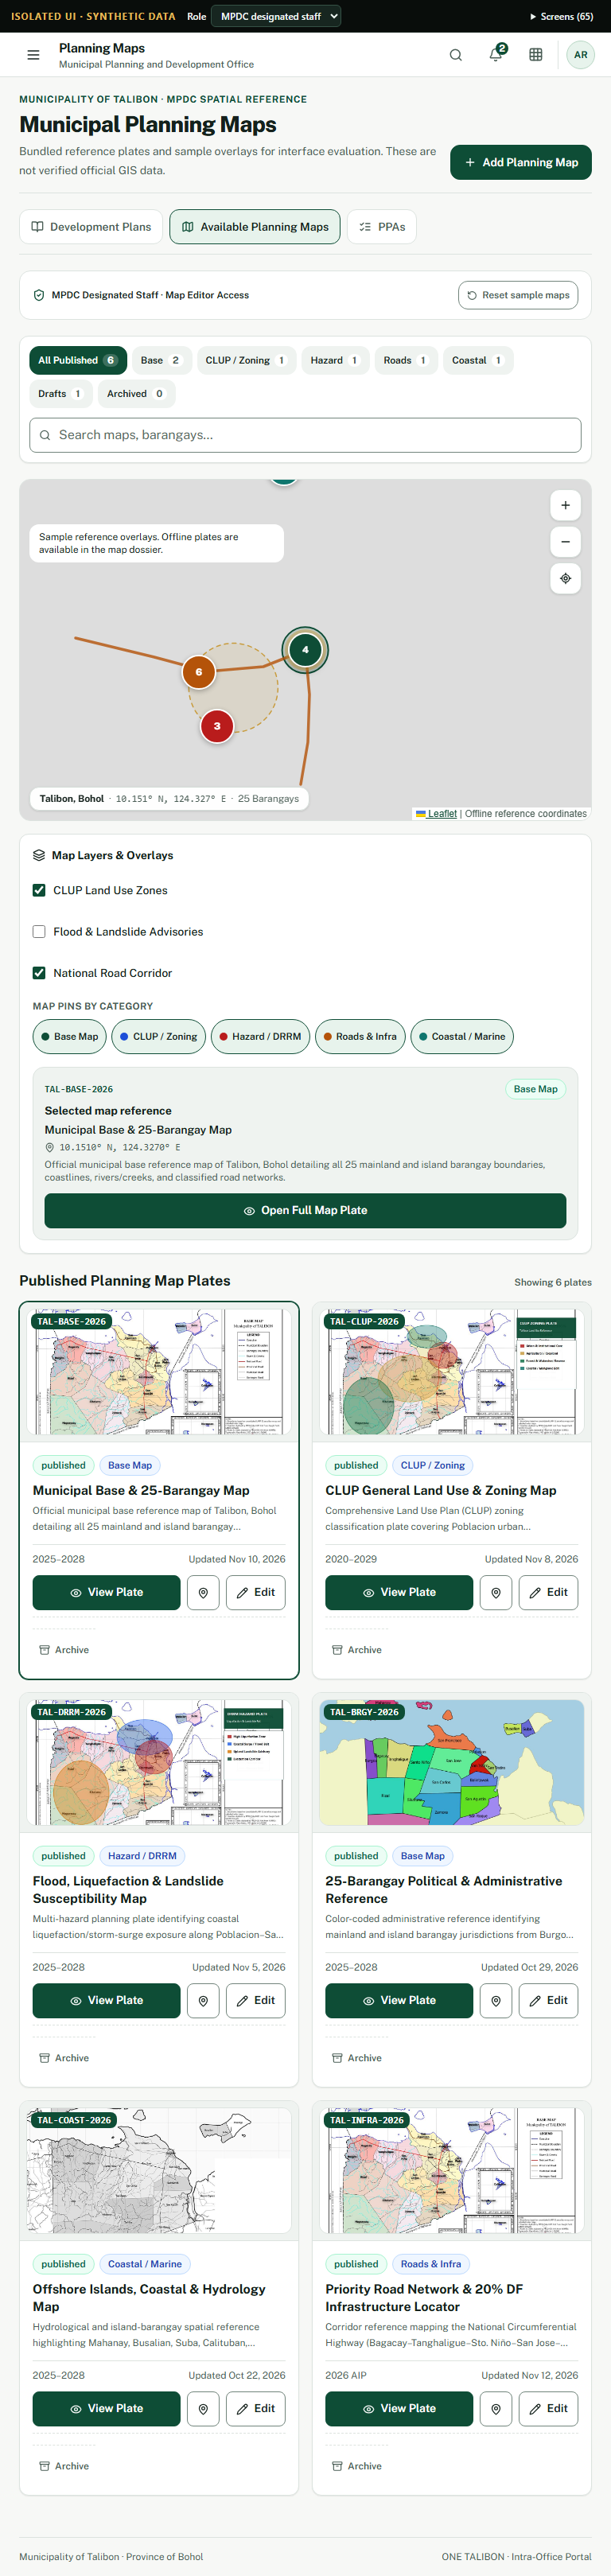 ISOLATED UI · SYNTHETIC DATA Role MPDC designated staff Screens (65)
Planning Maps
Municipal Planning and Development Office
2
AR
MUNICIPALITY OF TALIBON · MPDC SPATIAL REFERENCE
Municipal Planning Maps
Bundled reference plates and sample overlays for interface evaluation. These are
not verified official GIS data.
Add Planning Map
Development Plans
Available Planning Maps
PPAs
MPDC Designated Staff · Map Editor Access
Reset sample maps
All Published 6
Base 2
CLUP / Zoning 1
Hazard 1
Roads 1
Coastal 1
Drafts 1
Archived 0
Search maps, barangays...
+
−
Sample reference overlays. Offline plates are
available in the map dossier.
4
6
3
Talibon, Bohol · 10.151° N, 124.327° E · 25 Barangays
Leaflet | Offline reference coordinates
Map Layers & Overlays
CLUP Land Use Zones
Flood & Landslide Advisories
National Road Corridor
MAP PINS BY CATEGORY
Base Map
CLUP / Zoning
Hazard / DRRM
Roads & Infra
Coastal / Marine
TAL-BASE-2026
Base Map
Selected map reference
Municipal Base & 25-Barangay Map
10.1510° N, 124.3270° E
Official municipal base reference map of Talibon, Bohol detailing all 25 mainland and island barangay boundaries,
coastlines, rivers/creeks, and classified road networks.
Open Full Map Plate
Published Planning Map Plates
Showing 6 plates
TAL-BASE-2026
published
Base Map
Municipal Base & 25-Barangay Map
Official municipal base reference map of Talibon, Bohol
detailing all 25 mainland and island barangay...
2025–2028
Updated Nov 10, 2026
View Plate
Edit
Archive
TAL-CLUP-2026
published
CLUP / Zoning
CLUP General Land Use & Zoning Map
Comprehensive Land Use Plan (CLUP) zoning
classification plate covering Poblacion urban...
2020–2029
Updated Nov 8, 2026
View Plate
Edit
Archive
TAL-DRRM-2026
published
Hazard / DRRM
Flood, Liquefaction & Landslide
Susceptibility Map
Multi-hazard planning plate identifying coastal
liquefaction/storm-surge exposure along Poblacion–Sa...
2025–2028
Updated Nov 5, 2026
View Plate
Edit
Archive
TAL-BRGY-2026
published
Base Map
25-Barangay Political & Administrative
Reference
Color-coded administrative reference identifying
mainland and island barangay jurisdictions from Burgo...
2025–2028
Updated Oct 29, 2026
View Plate
Edit
Archive
TAL-COAST-2026
published
Coastal / Marine
Offshore Islands, Coastal & Hydrology
Map
Hydrological and island-barangay spatial reference
highlighting Mahanay, Busalian, Suba, Calituban,...
2025–2028
Updated Oct 22, 2026
View Plate
Edit
Archive
TAL-INFRA-2026
published
Roads & Infra
Priority Road Network & 20% DF
Infrastructure Locator
Corridor reference mapping the National Circumferential
Highway (Bagacay–Tanghaligue–Sto. Niño–San Jose–...
2026 AIP
Updated Nov 12, 2026
View Plate
Edit
Archive
Municipality of Talibon · Province of Bohol
ONE TALIBON · Intra-Office Portal